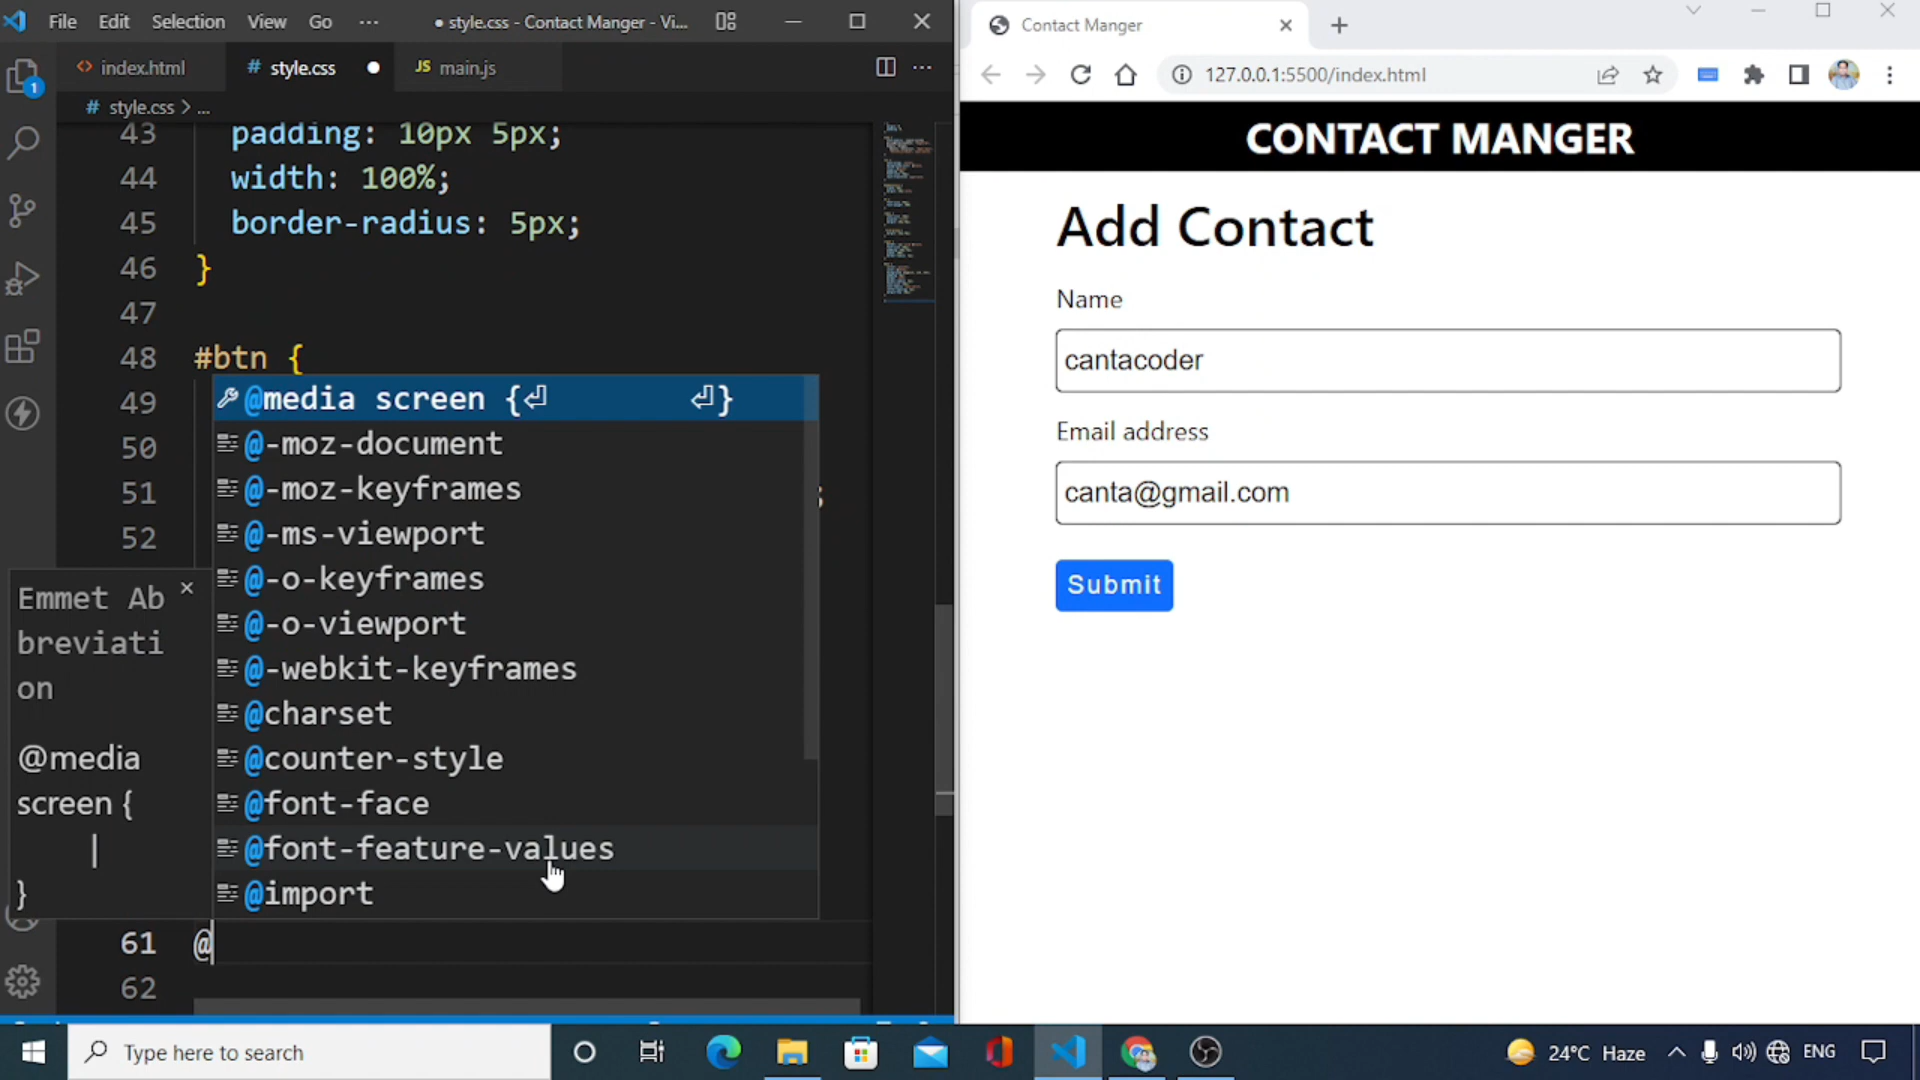 File Edit Selection View Go ··· ● style.css - Contact Manger - Vi...
<> index.html # style.css ● JS main.js ···
# style.css > ...
43 padding: 10px 5px;
44 width: 100%;
45 border-radius: 5px;
46 }
47
48 #btn {
49
50
51 ;
52
@media screen {⏎ ⏎}
@-moz-document
@-moz-keyframes
@-ms-viewport
@-o-keyframes
@-o-viewport
@-webkit-keyframes
@charset
@counter-style
@font-face
@font-feature-values
@import
Emmet Ab
breviati
on
@media
screen {
|
}
61 @
62
1
Contact Manger
127.0.0.1:5500/index.html
CONTACT MANGER
Add Contact
Name
cantacoder
Email address
canta@gmail.com
Submit
Type here to search
24°C Haze
ENG